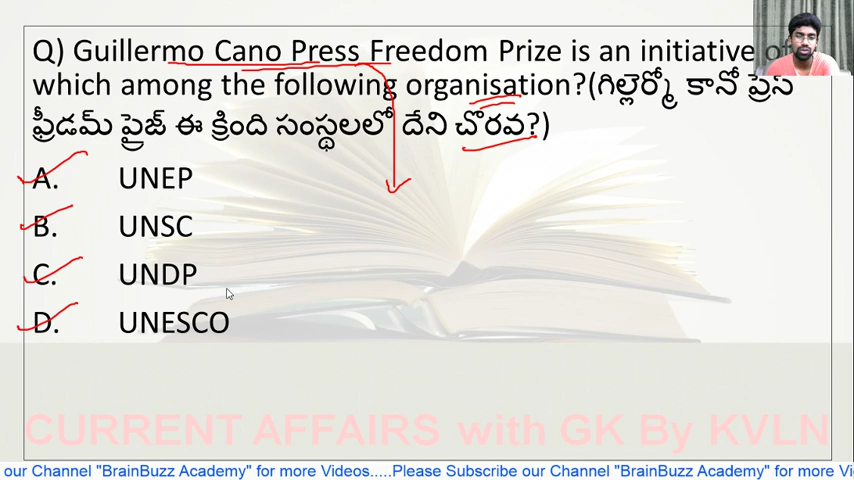 Q) Guillermo Cano Press Freedom Prize is an initiative of
which among the following organisation?(గిల్లెర్మో కానో ప్రెస్
ఫ్రీడమ్ ప్రైజ్ ఈ క్రింది సంస్థలలో దేని చొరవ?)
A. UNEP
B. UNSC
C. UNDP
D. UNESCO
CURRENT AFFAIRS with GK By KVLN
our Channel "BrainBuzz Academy" for more Videos.....Please Subscribe our Channel "BrainBuzz Academy" for more